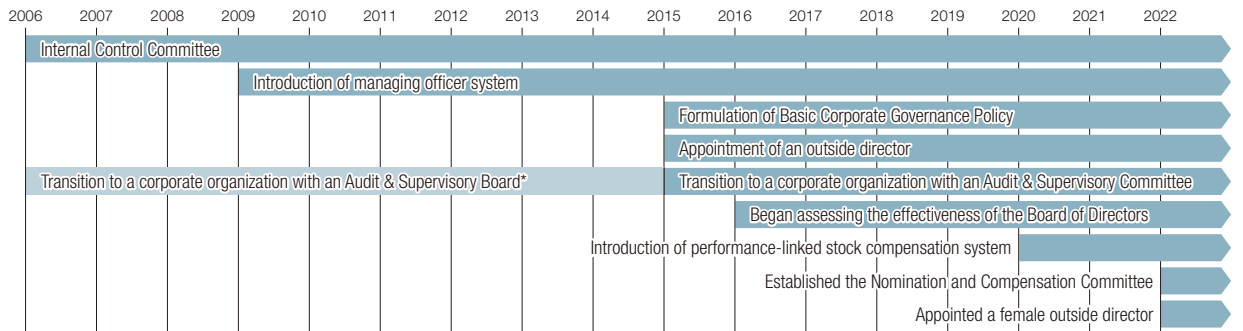 2006 2007 2008 2009 2010 2011 2012 2013 2014 2015 2016 2017 2018 2019 2020 2021 2022
Internal Control Committee
Introduction of managing officer system
Formulation of Basic Corporate Governance Policy
Appointment of an outside director
Transition to a corporate organization with an Audit & Supervisory Board* Transition to a corporate organization with an Audit & Supervisory Committee
Began assessing the effectiveness of the Board of Directors
Introduction of performance-linked stock compensation system
Established the Nomination and Compensation Committee
Appointed a female outside director